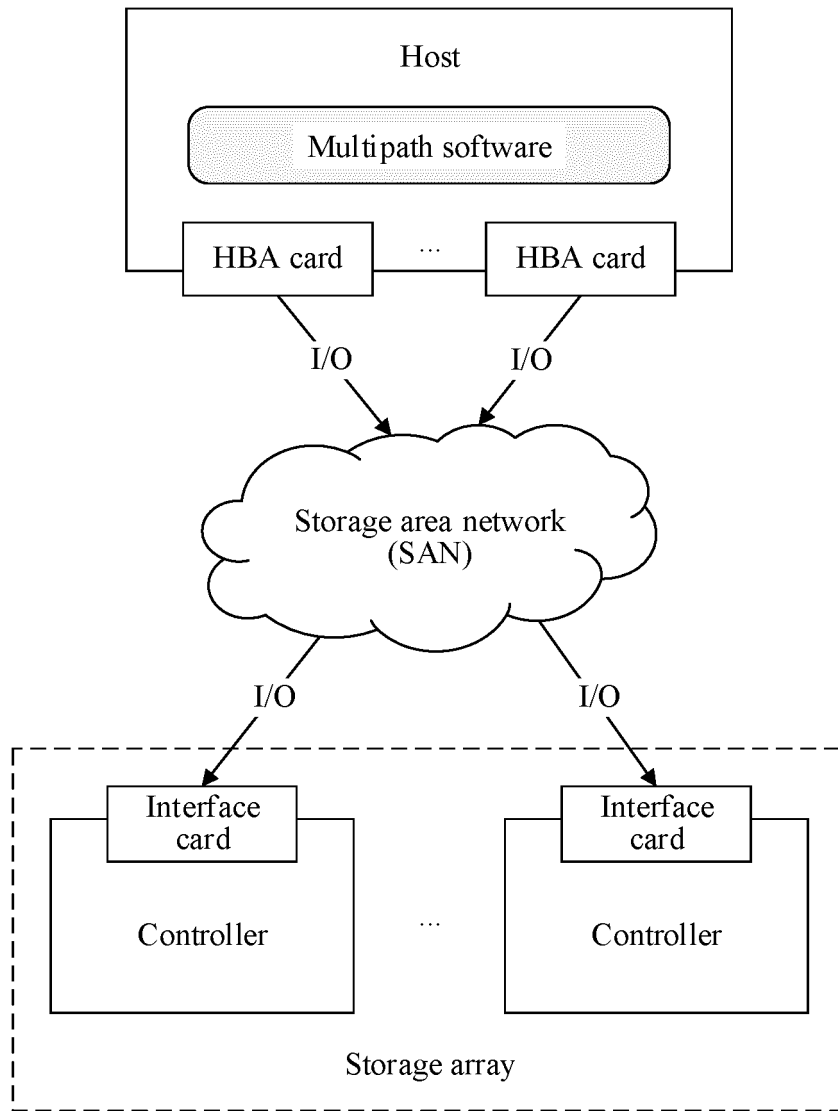 Host
Multipath software
HBA card
...
HBA card
I/O
I/O
Storage area network
(SAN)
I/O
I/O
Interface
card
Interface
card
Controller
...
Controller
Storage array